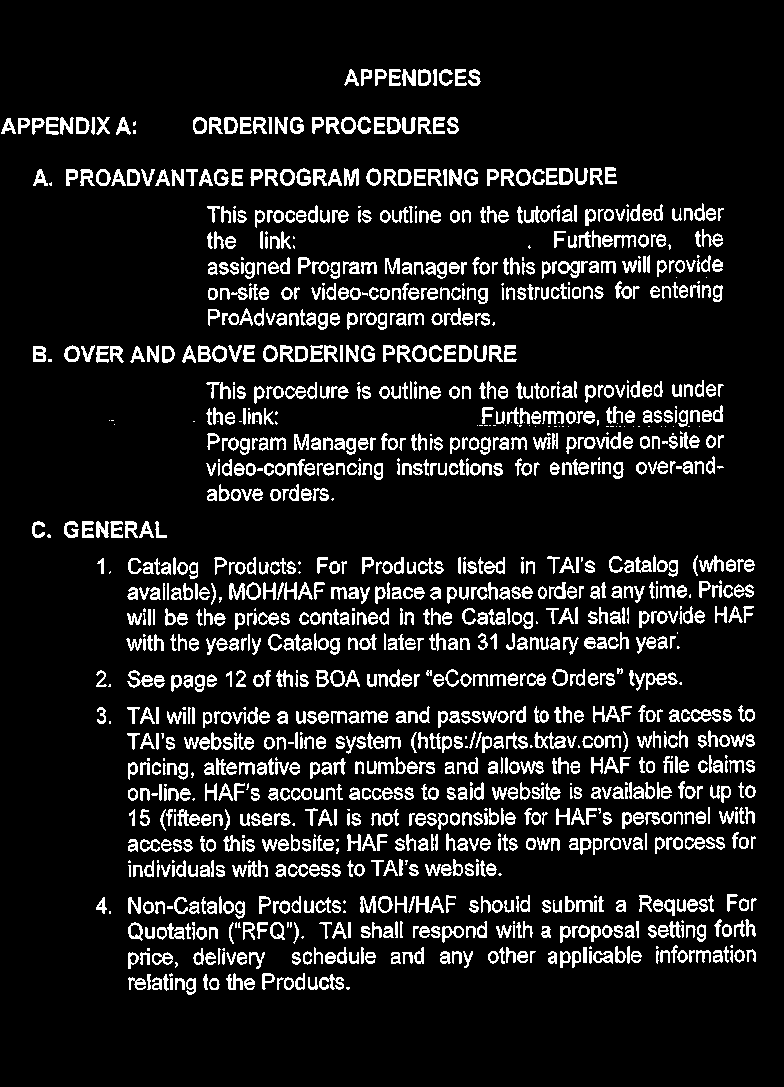 APPENDICES
APPENDIX A: ORDERING PROCEDURES
A. PROADVANTAGE PROGRAM ORDERING PROCEDURE
This procedure is outline on the tutorial provided under
the link: . Furthermore, the
assigned Program Manager for this program will provide
on-site or video-conferencing instructions for entering
ProAdvantage program orders.
B. OVER AND ABOVE ORDERING PROCEDURE
This procedure is outline on the tutorial provided under
the link: Furthermore, the assigned
Program Manager for this program will provide on-site or
video-conferencing instructions for entering over-and-
above orders.
C. GENERAL
1. Catalog Products: For Products listed in TAI's Catalog (where
available), MOH/HAF may place a purchase order at any time. Prices
will be the prices contained in the Catalog. TAI shall provide HAF
with the yearly Catalog not later than 31 January each year.
2. See page 12 of this BOA under "eCommerce Orders" types.
3. TAI will provide a username and password to the HAF for access to
TAI's website on-line system (https://parts.txtav.com) which shows
pricing, alternative part numbers and allows the HAF to file claims
on-line. HAF's account access to said website is available for up to
15 (fifteen) users. TAI is not responsible for HAF's personnel with
access to this website; HAF shall have its own approval process for
individuals with access to TAI's website.
4. Non-Catalog Products: MOH/HAF should submit a Request For
Quotation ("RFQ"). TAI shall respond with a proposal setting forth
price, delivery schedule and any other applicable information
relating to the Products.